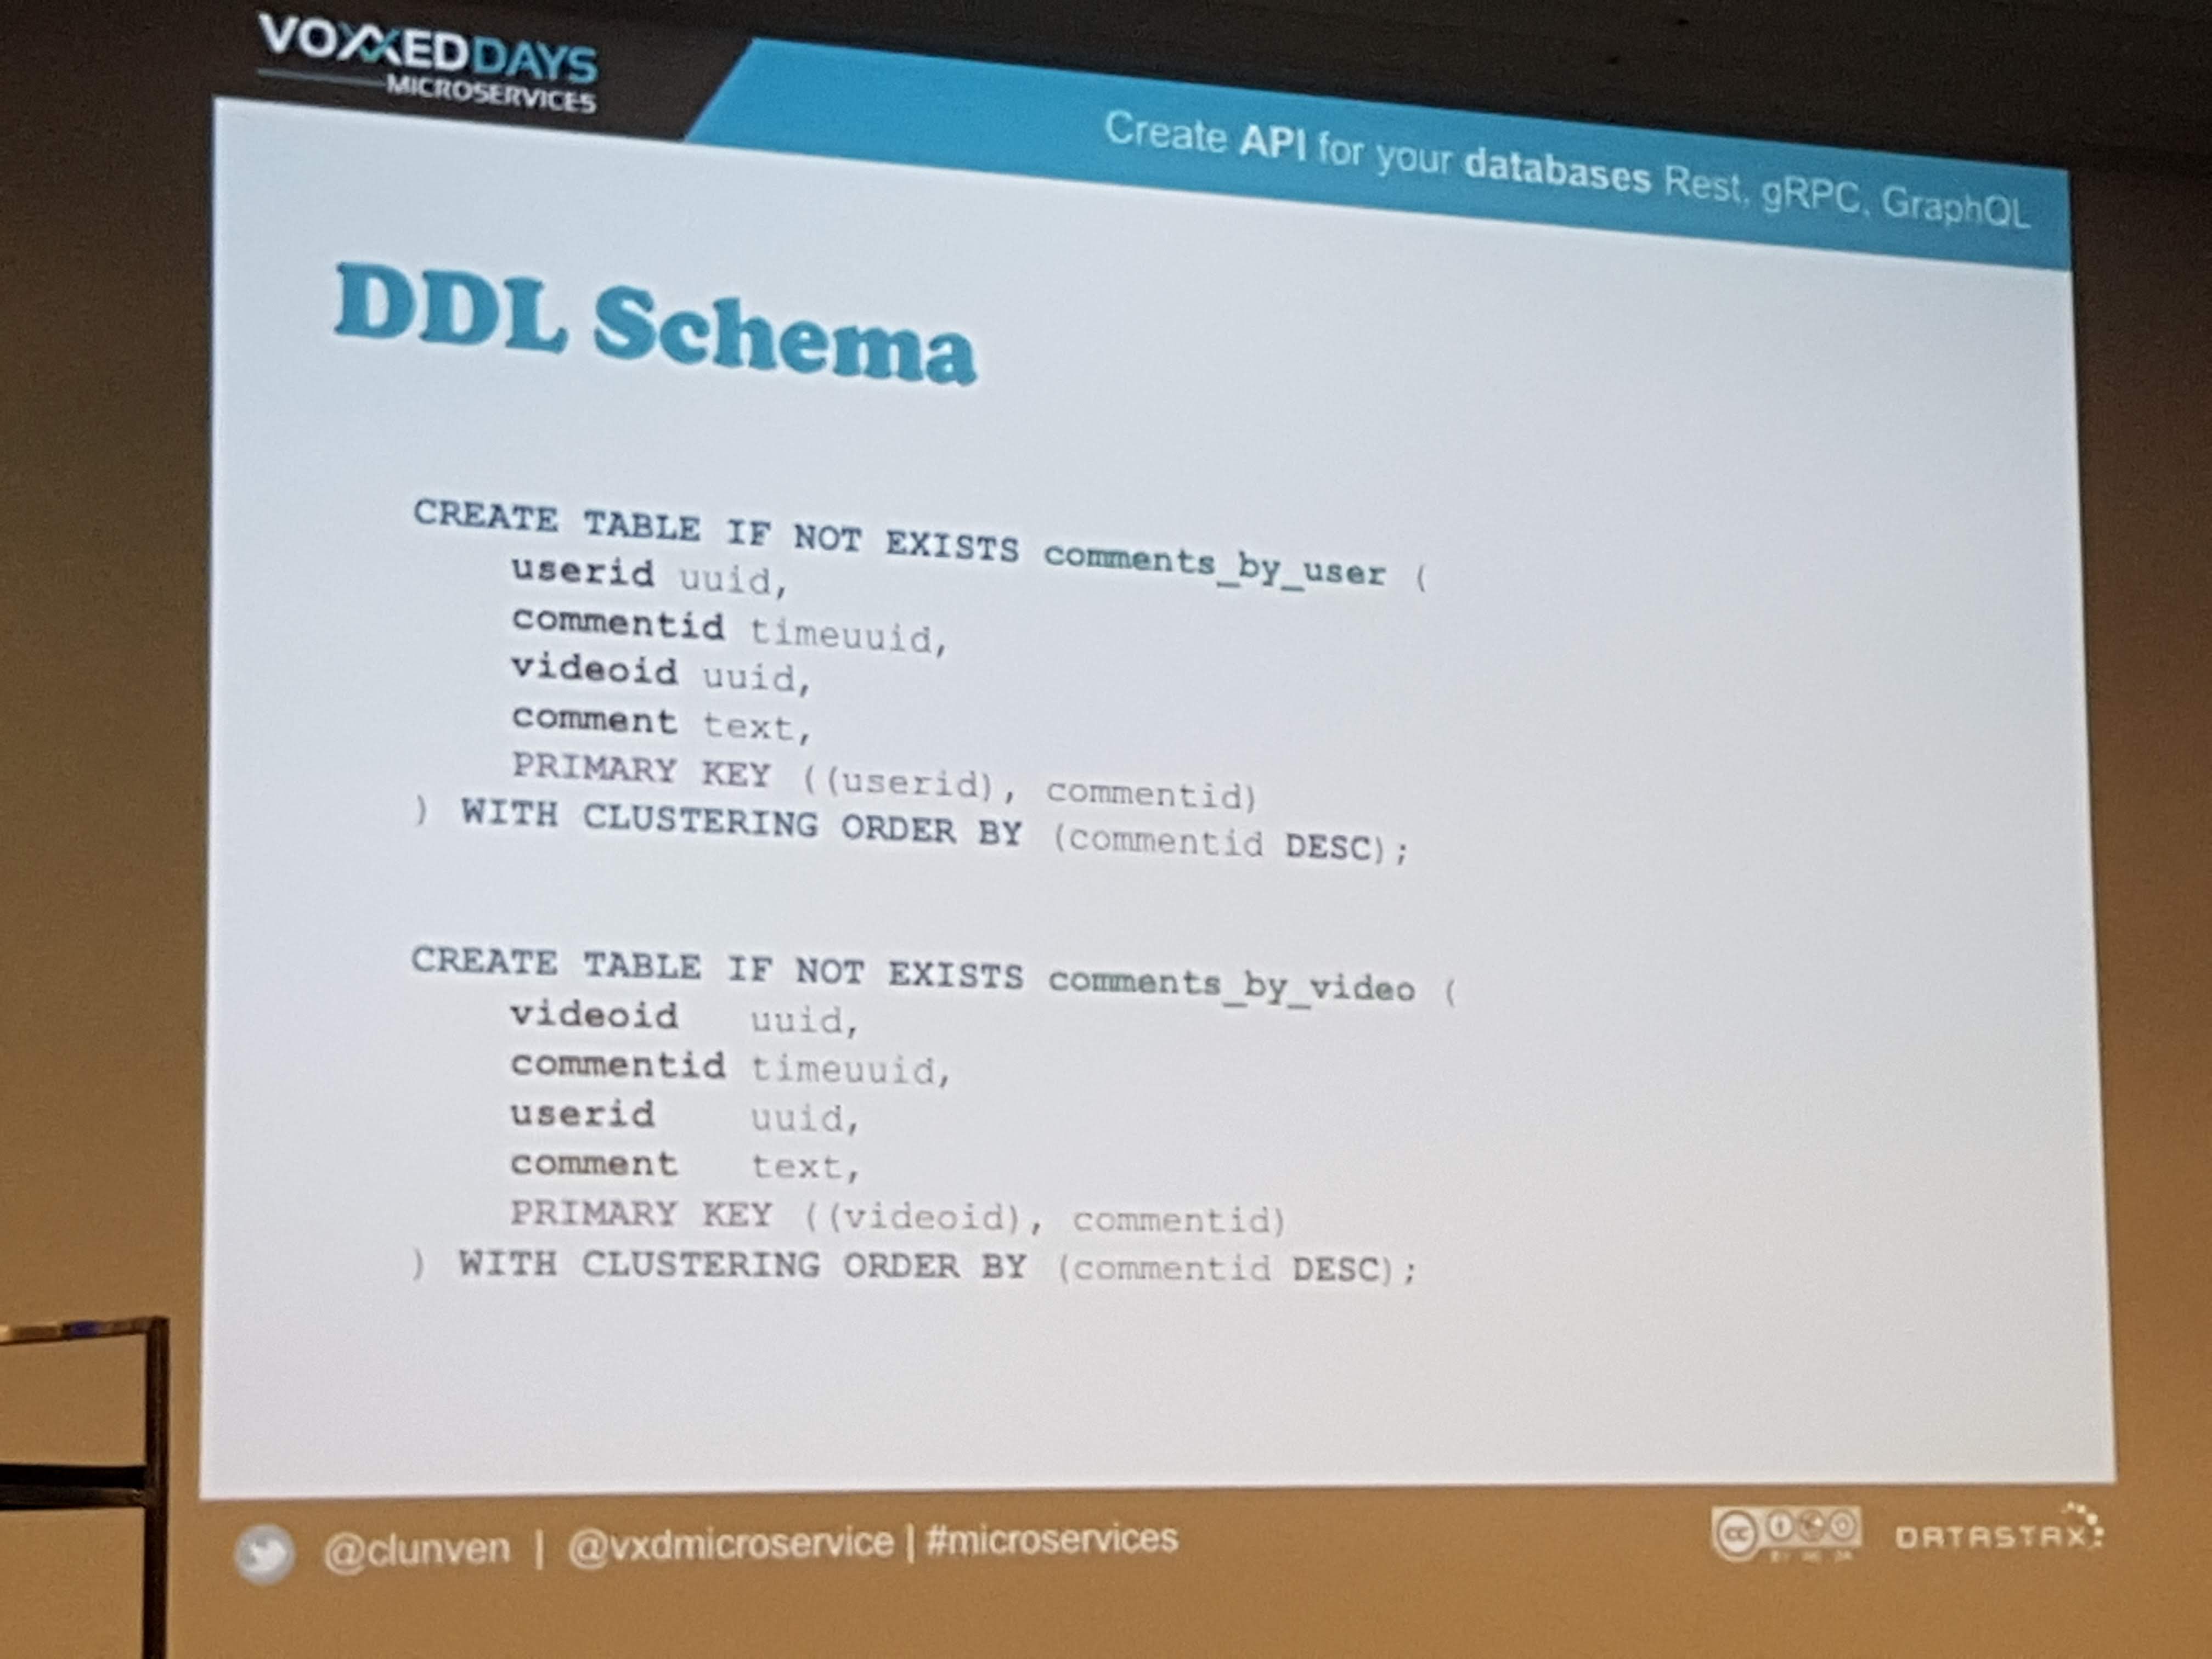 VOXXEDDAYS
MICROSERVICES
Create API for your databases Rest, gRPC, GraphQL
DDL Schema
CREATE TABLE IF NOT EXISTS comments_by_user (
userid uuid,
commentid timeuuid,
videoid uuid,
comment text,
PRIMARY KEY ((userid), commentid)
) WITH CLUSTERING ORDER BY (commentid DESC);
CREATE TABLE IF NOT EXISTS comments_by_video (
videoid uuid,
commentid timeuuid,
userid uuid,
comment text,
PRIMARY KEY ((videoid), commentid)
) WITH CLUSTERING ORDER BY (commentid DESC);
@clunven | @vxdmicroservice | #microservices
cc
DATASTAX